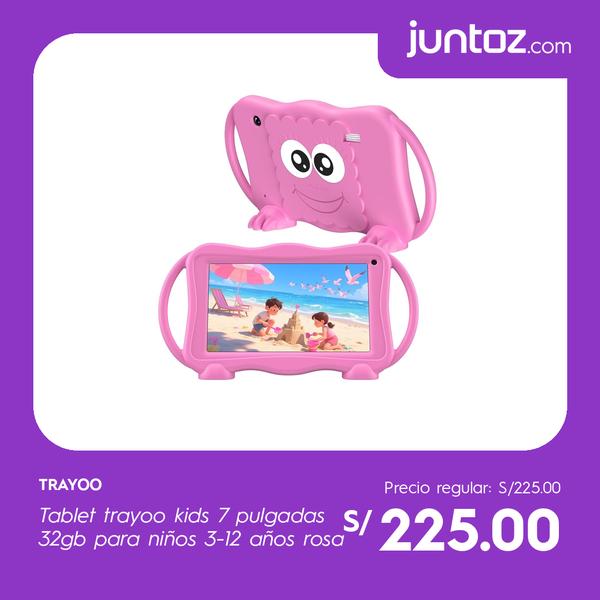 juntoz.com
TRAYOO
Tablet trayoo kids 7 pulgadas
32gb para niños 3-12 años rosa
Precio regular: S/225.00
S/ 225.00